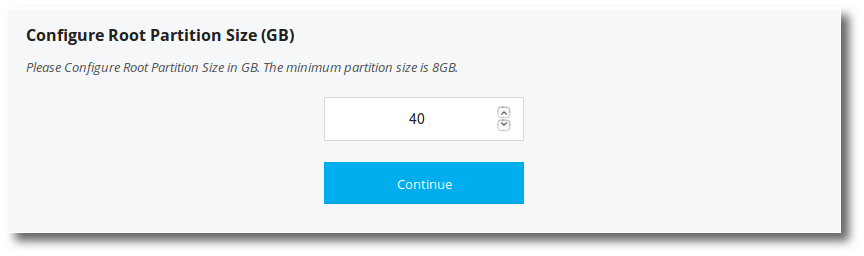 Configure Root Partition Size (GB)
Please Configure Root Partition Size in GB. The minimum partition size is 8GB.
40
Continue